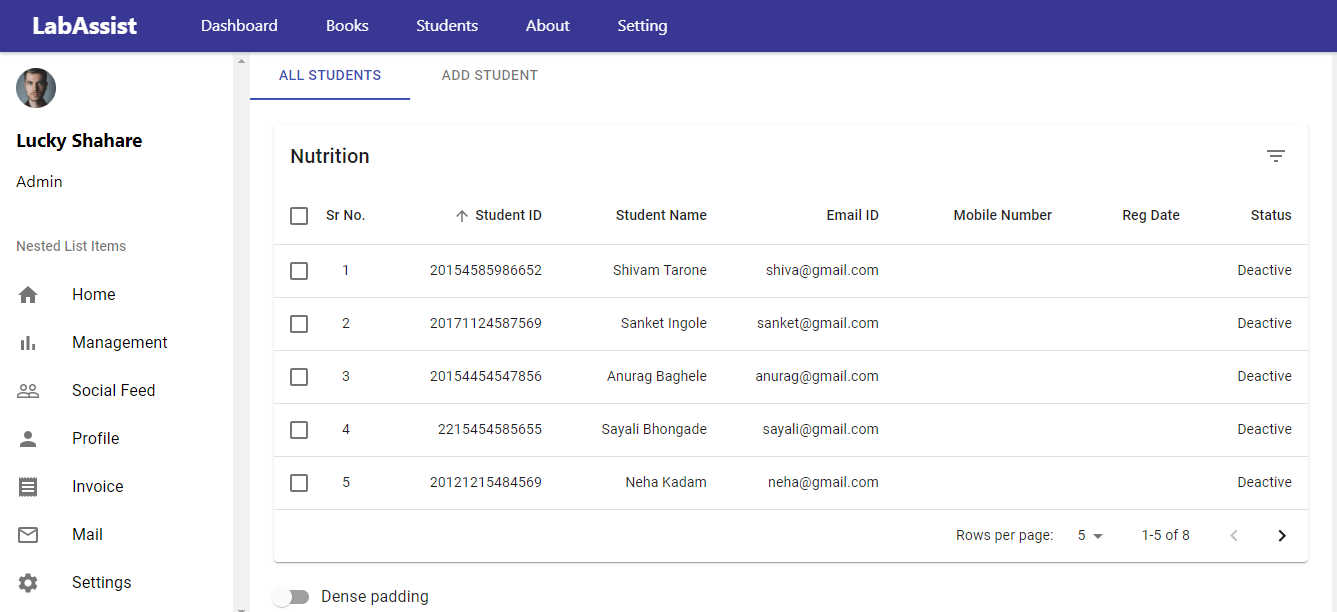 LabAssist Dashboard Books Students About Setting
Lucky Shahare
Admin
Nested List Items
Home
Management
Social Feed
Profile
Invoice
Mail
Settings
ALL STUDENTS ADD STUDENT
Nutrition
Sr No. Student ID Student Name Email ID Mobile Number Reg Date Status
1 20154585986652 Shivam Tarone shiva@gmail.com Deactive
2 20171124587569 Sanket Ingole sanket@gmail.com Deactive
3 20154454547856 Anurag Baghele anurag@gmail.com Deactive
4 2215454585655 Sayali Bhongade sayali@gmail.com Deactive
5 20121215484569 Neha Kadam neha@gmail.com Deactive
Rows per page: 5 1-5 of 8
Dense padding